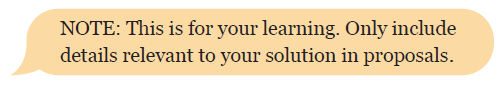 NOTE: This is for your learning. Only include
details relevant to your solution in proposals.